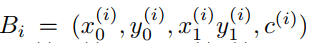 B_i = (x_0^{(i)}, y_0^{(i)}, x_1^{(i)} y_1^{(i)}, c^{(i)})